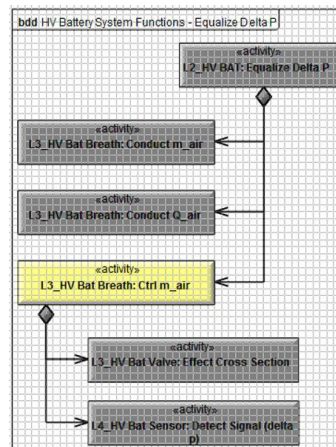 bdd HV Battery System Functions - Equalize Delta P
«activity»
L2_HV BAT: Equalize Delta P
«activity»
L3_HV Bat Breath: Conduct m_air
«activity»
L3_HV Bat Breath: Conduct Q_air
«activity»
L3_HV Bat Breath: Ctrl m_air
«activity»
L3_HV Bat Valve: Effect Cross Section
«activity»
L4_HV Bat Sensor: Detect Signal (delta
p)